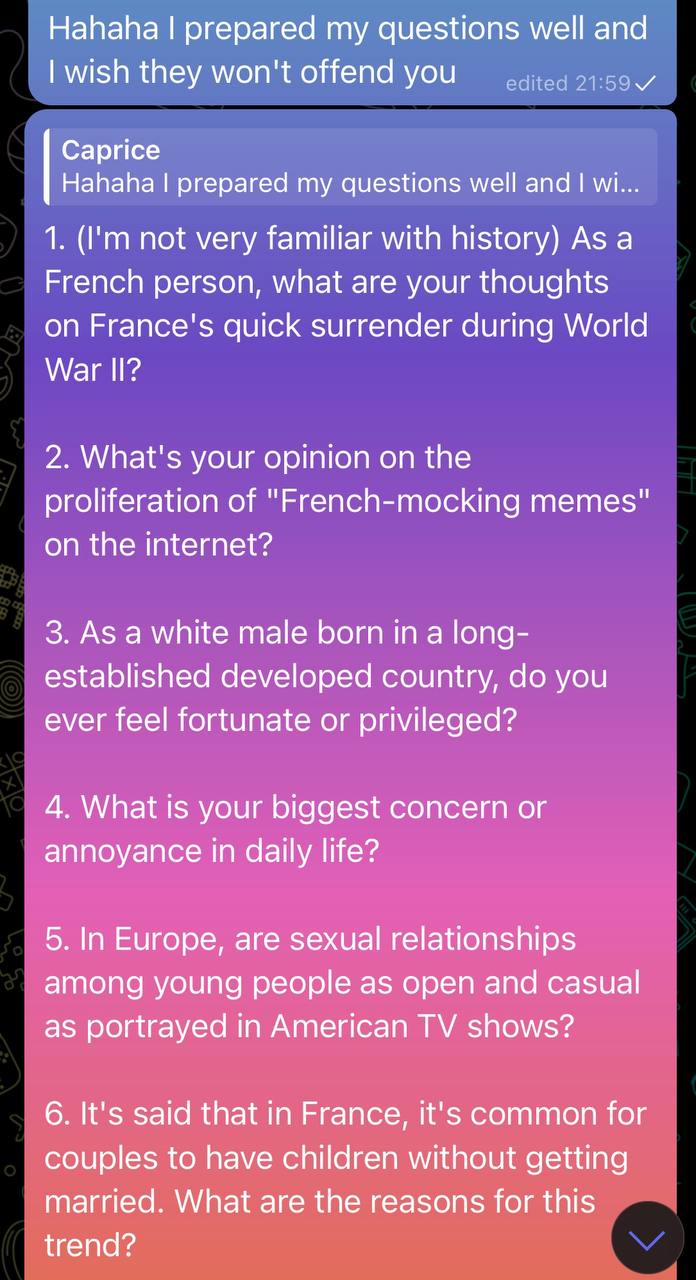 Hahaha I prepared my questions well and
I wish they won't offend you
edited 21:59
Caprice
Hahaha I prepared my questions well and I wi...
1. (I'm not very familiar with history) As a
French person, what are your thoughts
on France's quick surrender during World
War II?
2. What's your opinion on the
proliferation of "French-mocking memes"
on the internet?
3. As a white male born in a long-
established developed country, do you
ever feel fortunate or privileged?
4. What is your biggest concern or
annoyance in daily life?
5. In Europe, are sexual relationships
among young people as open and casual
as portrayed in American TV shows?
6. It's said that in France, it's common for
couples to have children without getting
married. What are the reasons for this
trend?